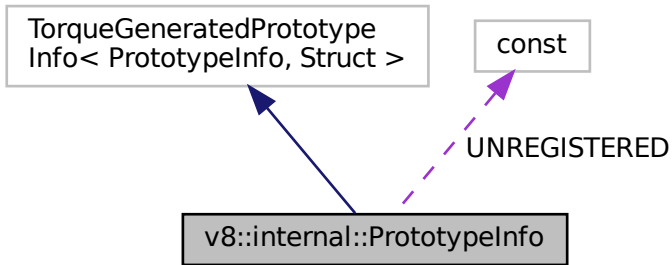 TorqueGeneratedPrototype
Info< PrototypeInfo, Struct >
const
UNREGISTERED
v8::internal::PrototypeInfo